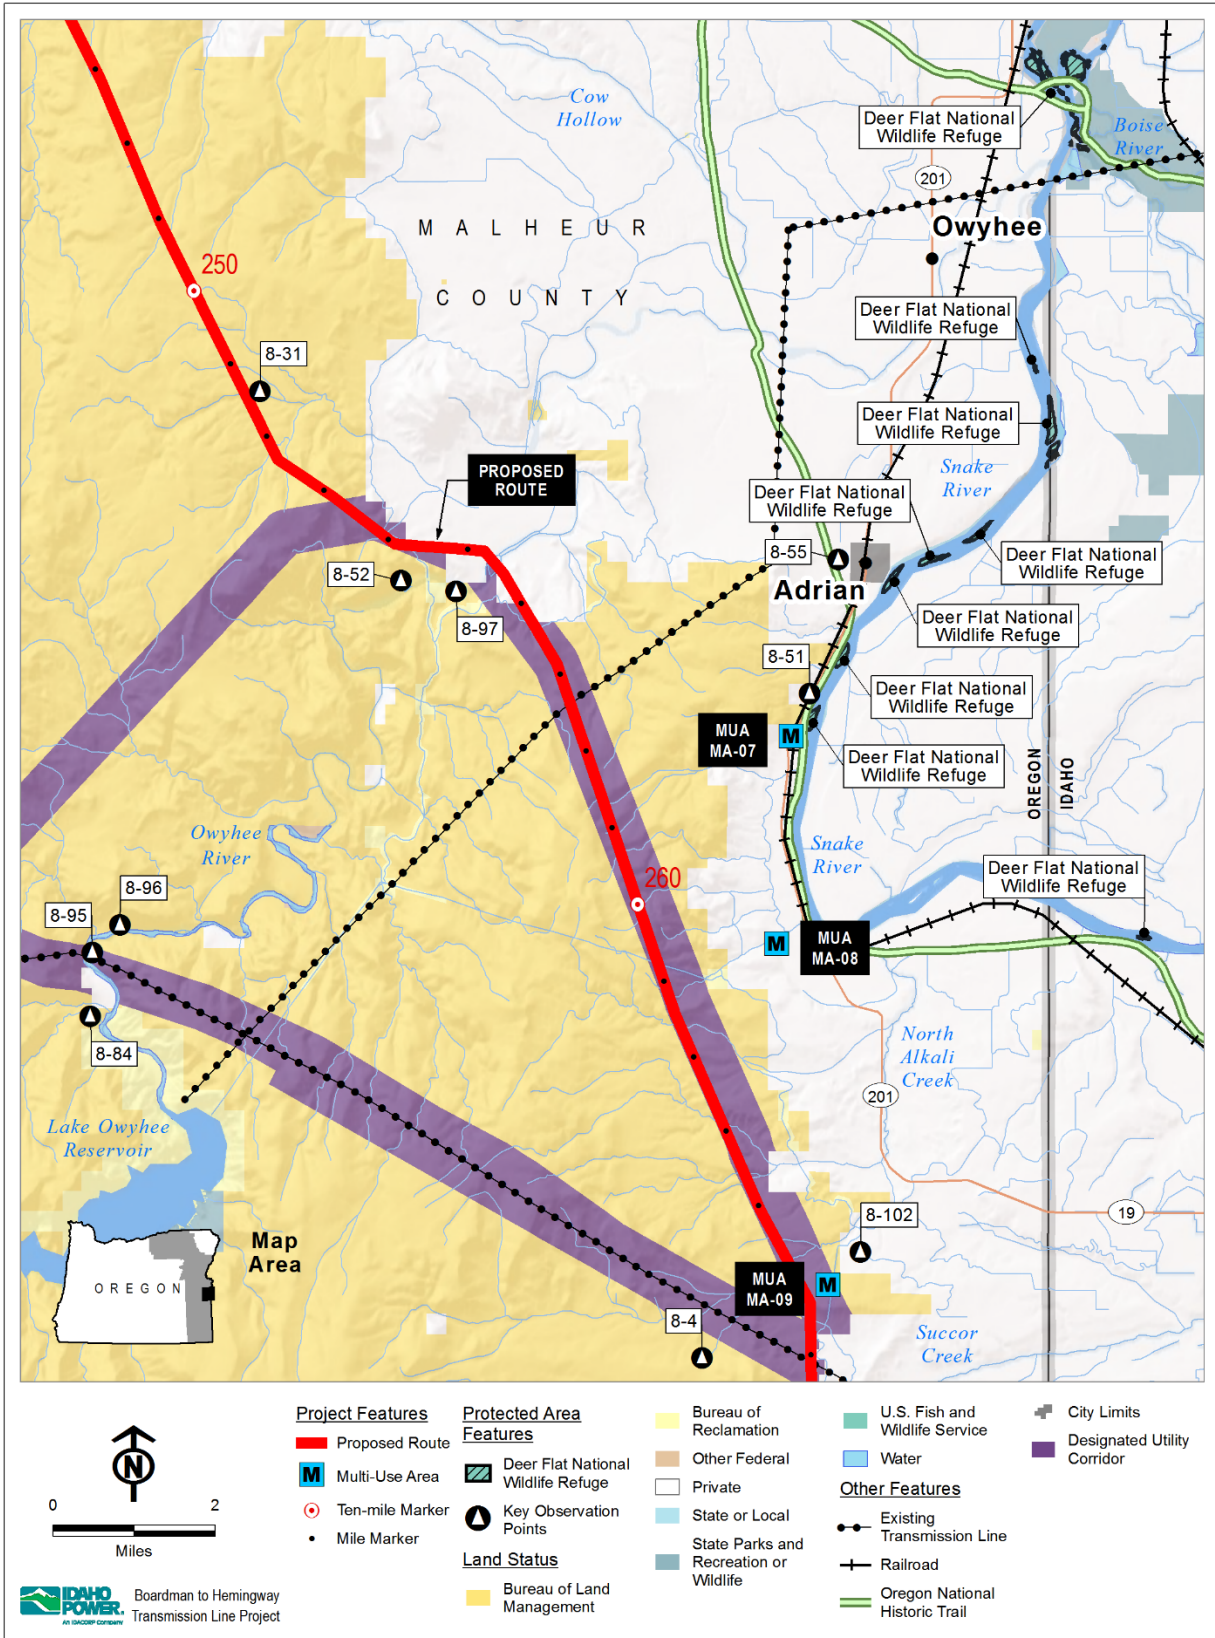 Cow
Hollow
Deer Flat National
Wildlife Refuge
Boise
River
201
MALHEUR
COUNTY
Owyhee
250
Deer Flat National
Wildlife Refuge
8-31
Deer Flat National
Wildlife Refuge
PROPOSED
ROUTE
Snake
River
Deer Flat National
Wildlife Refuge
8-55
Deer Flat National
Wildlife Refuge
8-52
Adrian
8-97
Deer Flat National
Wildlife Refuge
8-51
Deer Flat National
Wildlife Refuge
MUA
MA-07
M
Deer Flat National
Wildlife Refuge
OREGON
IDAHO
Owyhee
River
Snake
River
Deer Flat National
Wildlife Refuge
260
8-96
8-95
M
MUA
MA-08
8-84
North
Alkali
Creek
201
Lake Owyhee
Reservoir
8-102
19
Map
Area
OREGON
MUA
MA-09
M
8-4
Succor
Creek
N
0 2
Miles
Project Features
Proposed Route
M Multi-Use Area
Ten-mile Marker
Mile Marker
Protected Area
Features
Deer Flat National
Wildlife Refuge
Key Observation
Points
Land Status
Bureau of Land
Management
Bureau of
Reclamation
Other Federal
Private
State or Local
State Parks and
Recreation or
Wildlife
U.S. Fish and
Wildlife Service
Water
Other Features
Existing
Transmission Line
Railroad
Oregon National
Historic Trail
City Limits
Designated Utility
Corridor
IDAHO
POWER.
An IDACORP Company
Boardman to Hemingway
Transmission Line Project